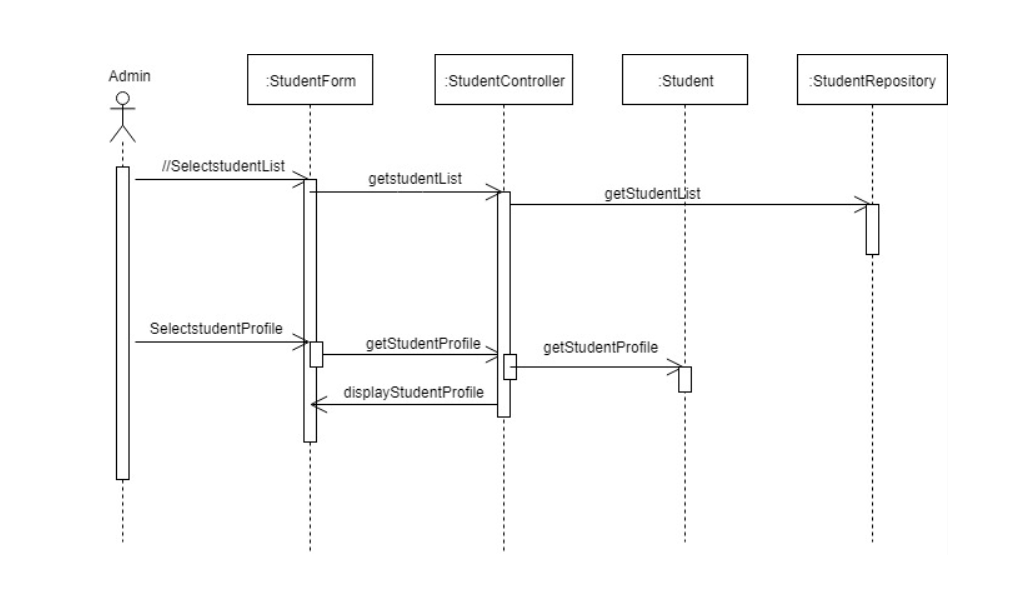 Admin
:StudentForm
:StudentController
:Student
:StudentRepository
//SelectstudentList
getstudentList
getStudentList
SelectstudentProfile
getStudentProfile
getStudentProfile
displayStudentProfile